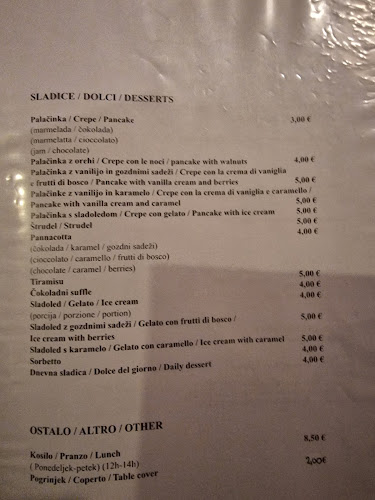 SLADICE / DOLCI / DESSERTS
Palačinka / Crepe / Pancake 3,00 €
(marmelada / čokolada)
(marmelatta / cioccolato)
(jam / chocolate)
Palačinka z orehi / Crepe con le noci / pancake with walnuts 4,00 €
Palačinke z vanilijo in gozdnimi sadeži / Crepe con la crema di vaniglia
e frutti di bosco / Pancake with vanilla cream and berries 5,00 €
Palačinke z vanilijo in karamelo / Crepe con la crema di vaniglia e caramello /
Pancake with vanilla cream and caramel 5,00 €
Palačinka s sladoledom / Crepe con gelato / Pancake with ice cream 5,00 €
Štrudel / Strudel 5,00 €
Pannacotta 4,00 €
(čokolada / karamel / gozdni sadeži)
(cioccolato / caramello / frutti di bosco)
(chocolate / caramel / berries)
Tiramisu 5,00 €
Čokoladni suffle 4,00 €
Sladoled / Gelato / Ice cream 4,00 €
(porcija / porzione / portion)
Sladoled z gozdnimi sadeži / Gelato con frutti di bosco / 5,00 €
Ice cream with berries
Sladoled s karamelo / Gelato con caramello / Ice cream with caramel 5,00 €
Sorbetto 4,00 €
Dnevna sladica / Dolce del giorno / Daily dessert 4,00 €
OSTALO / ALTRO / OTHER
Kosilo / Pranzo / Lunch 8,50 €
( Ponedeljek-petek) (12h-14h)
Pogrinjek / Coperto / Table cover 2,00€